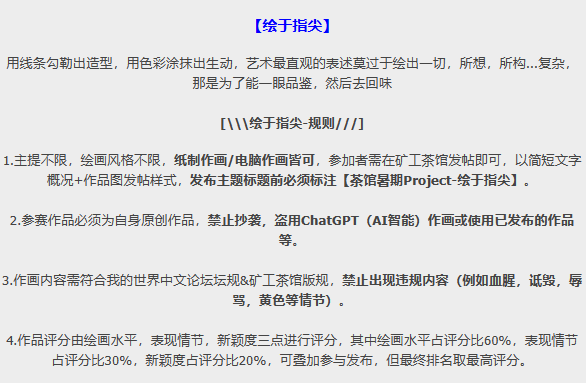 【绘于指尖】
用线条勾勒出造型，用色彩涂抹出生动，艺术最直观的表述莫过于绘出一切，所想，所构...复杂，
那是为了能一眼品鉴，然后去回味
[\\\绘于指尖-规则///]
1.主提不限，绘画风格不限，纸制作画/电脑作画皆可，参加者需在矿工茶馆发帖即可，以简短文字
概况+作品图发帖样式，发布主题标题前必须标注【茶馆暑期Project-绘于指尖】。
2.参赛作品必须为自身原创作品，禁止抄袭，盗用ChatGPT（AI智能）作画或使用已发布的作品
等。
3.作画内容需符合我的世界中文论坛坛规&矿工茶馆版规，禁止出现违规内容（例如血腥，诋毁，辱
骂，黄色等情节）。
4.作品评分由绘画水平，表现情节，新颖度三点进行评分，其中绘画水平占评分比60%，表现情节
占评分比30%，新颖度占评分比20%，可叠加参与发布，但最终排名取最高评分。